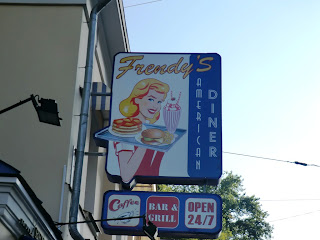 Frendy's
AMERICAN
DINER
Coffee
BAR &
GRILL
OPEN
24/7